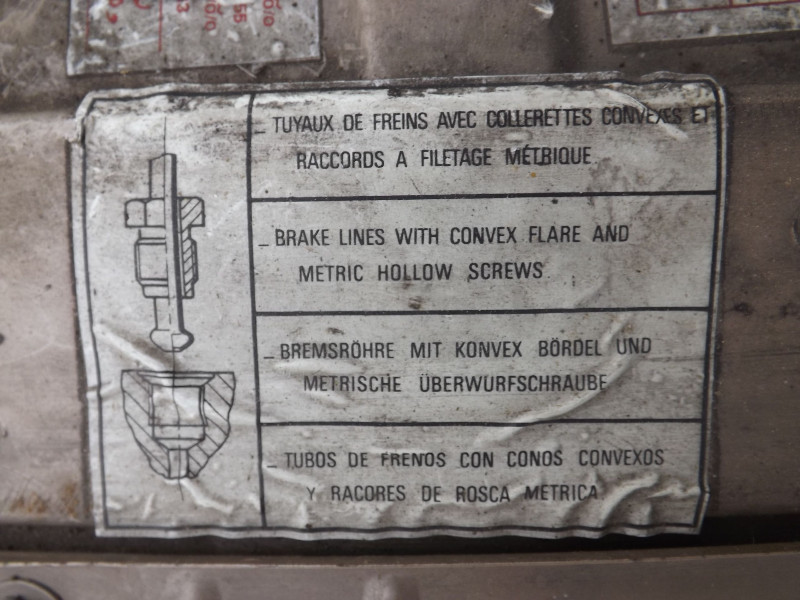 _ TUYAUX DE FREINS AVEC COLLERETTES CONVEXES ET
RACCORDS A FILETAGE MÉTRIQUE
_ BRAKE LINES WITH CONVEX FLARE AND
METRIC HOLLOW SCREWS
_ BREMSRÖHRE MIT KONVEX BÖRDEL UND
METRISCHE ÜBERWURFSCHRAUBE
_ TUBOS DE FRENOS CON CONOS CONVEXOS
Y RACORES DE ROSCA METRICA